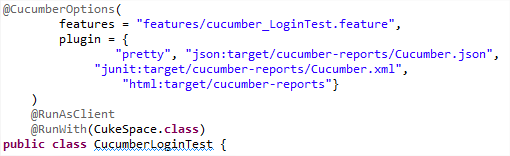 @CucumberOptions(
features = "features/cucumber_LoginTest.feature",
plugin = {
"pretty", "json:target/cucumber-reports/Cucumber.json",
"junit:target/cucumber-reports/Cucumber.xml",
"html:target/cucumber-reports"}
)
@RunAsClient
@RunWith(CukeSpace.class)
public class CucumberLoginTest {